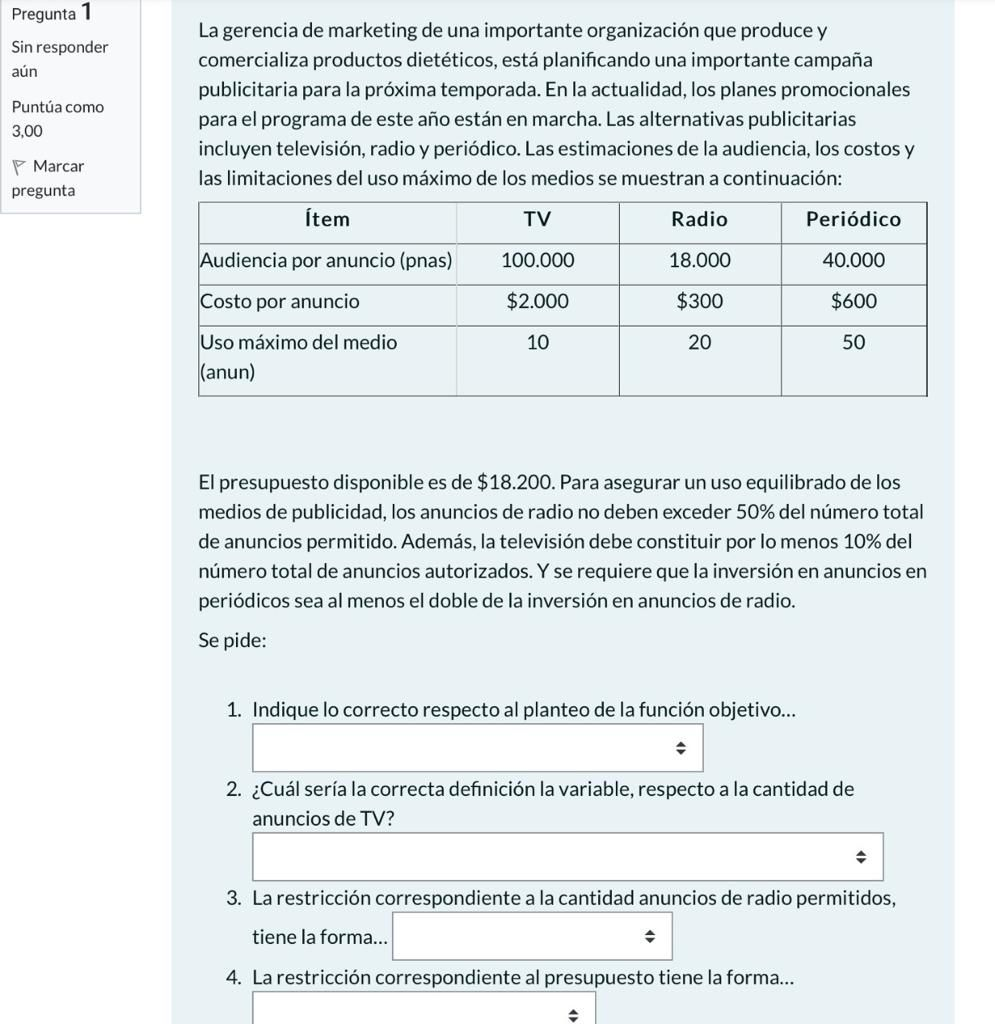 Pregunta 1
Sin responder
aún
Puntúa como
3,00
Marcar
pregunta
La gerencia de marketing de una importante organización que produce y
comercializa productos dietéticos, está planificando una importante campaña
publicitaria para la próxima temporada. En la actualidad, los planes promocionales
para el programa de este año están en marcha. Las alternativas publicitarias
incluyen televisión, radio y periódico. Las estimaciones de la audiencia, los costos y
las limitaciones del uso máximo de los medios se muestran a continuación:
Ítem TV Radio Periódico
Audiencia por anuncio (pnas) 100.000 18.000 40.000
Costo por anuncio $2.000 $300 $600
Uso máximo del medio 10 20 50
(anun)
El presupuesto disponible es de $18.200. Para asegurar un uso equilibrado de los
medios de publicidad, los anuncios de radio no deben exceder 50% del número total
de anuncios permitido. Además, la televisión debe constituir por lo menos 10% del
número total de anuncios autorizados. Y se requiere que la inversión en anuncios en
periódicos sea al menos el doble de la inversión en anuncios de radio.
Se pide:
1. Indique lo correcto respecto al planteo de la función objetivo...
2. ¿Cuál sería la correcta definición la variable, respecto a la cantidad de
anuncios de TV?
3. La restricción correspondiente a la cantidad anuncios de radio permitidos,
tiene la forma...
4. La restricción correspondiente al presupuesto tiene la forma...